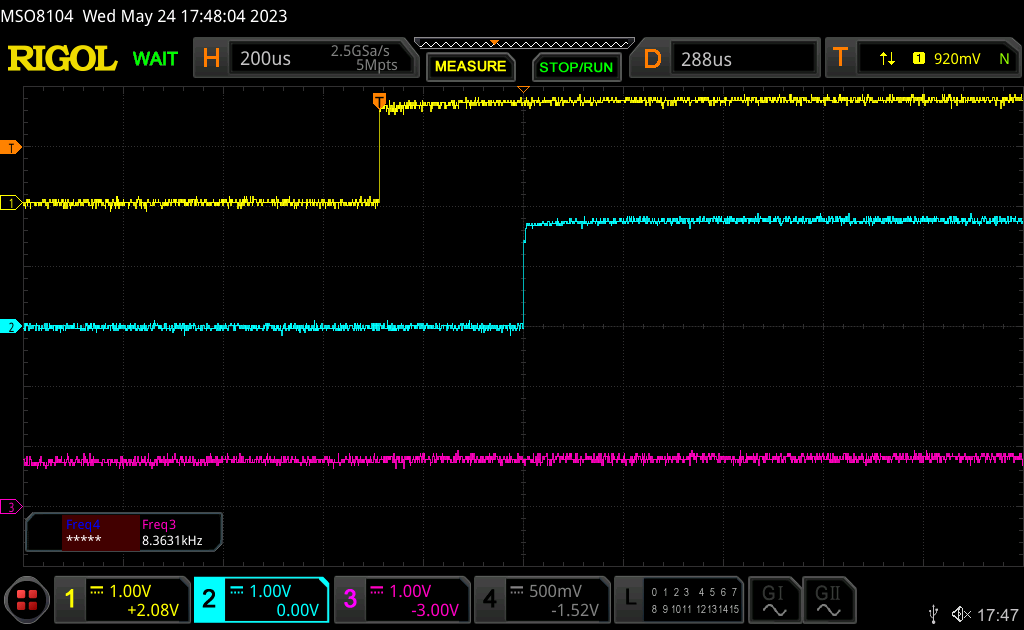 MSO8104 Wed May 24 17:48:04 2023
RIGOL WAIT H 200us 2.5GSa/s 5Mpts MEASURE STOP/RUN D 288us T 1 920mV N
T
T
1
2
3
Freq4 Freq3
***** 8.3631kHz
1 1.00V +2.08V
2 1.00V 0.00V
3 1.00V -3.00V
4 500mV -1.52V
L 0 1 2 3 4 5 6 7
8 9 10 11 12 13 14 15
GI GII
17:47